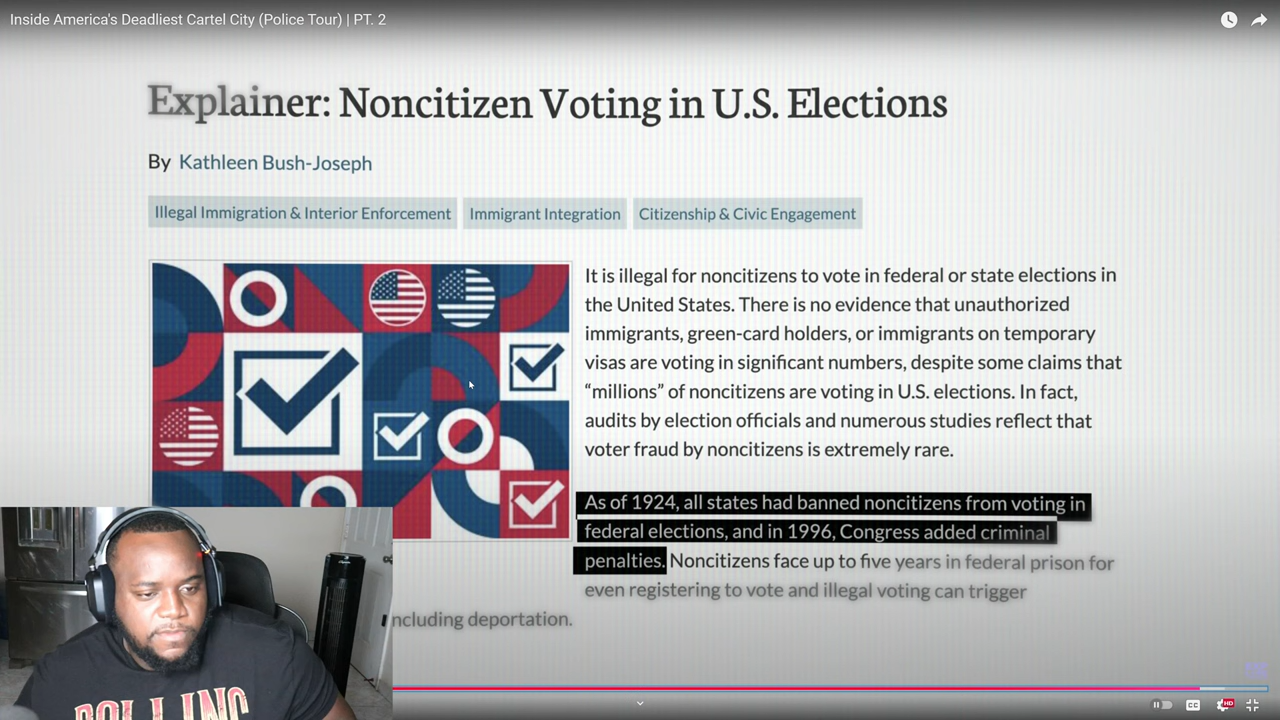 Inside America's Deadliest Cartel City (Police Tour) | PT. 2
Explainer: Noncitizen Voting in U.S. Elections
By Kathleen Bush-Joseph
Illegal Immigration & Interior Enforcement
Immigrant Integration
Citizenship & Civic Engagement
It is illegal for noncitizens to vote in federal or state elections in
the United States. There is no evidence that unauthorized
immigrants, green-card holders, or immigrants on temporary
visas are voting in significant numbers, despite some claims that
“millions” of noncitizens are voting in U.S. elections. In fact,
audits by election officials and numerous studies reflect that
voter fraud by noncitizens is extremely rare.
As of 1924, all states had banned noncitizens from voting in
federal elections, and in 1996, Congress added criminal
penalties. Noncitizens face up to five years in federal prison for
even registering to vote and illegal voting can trigger
ncluding deportation.
ROLLING
CC
HD